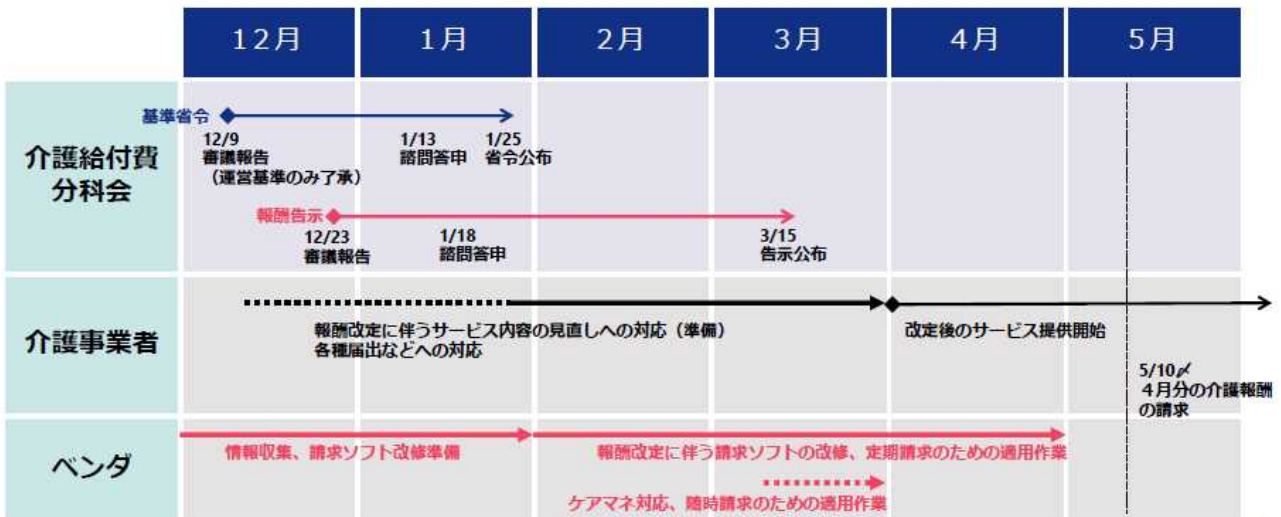 12月
1月
2月
3月
4月
5月
介護給付費
分科会
基準省令
12/9
審議報告
(運営基準のみ了承)
1/13
諮問答申
1/25
省令公布
報酬告示
12/23
審議報告
1/18
諮問答申
3/15
告示公布
介護事業者
報酬改定に伴うサービス内容の見直しへの対応(準備)
各種届出などへの対応
改定後のサービス提供開始
5/10〆
4月分の介護報酬
の請求
ベンダ
情報収集、請求ソフト改修準備
報酬改定に伴う請求ソフトの改修、定期請求のための適用作業
ケアマネ対応、随時請求のための適用作業